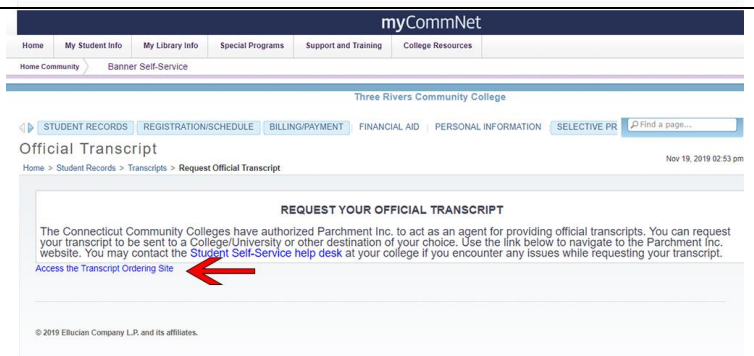 myCommNet
Home My Student Info My Library Info Special Programs Support and Training College Resources
Home Community Banner Self-Service
Three Rivers Community College
STUDENT RECORDS REGISTRATION/SCHEDULE BILLING/PAYMENT FINANCIAL AID PERSONAL INFORMATION SELECTIVE PR Find a page...
Official Transcript
Nov 19, 2019 02:53 pm
Home > Student Records > Transcripts > Request Official Transcript
REQUEST YOUR OFFICIAL TRANSCRIPT
The Connecticut Community Colleges have authorized Parchment Inc. to act as an agent for providing official transcripts. You can request
your transcript to be sent to a College/University or other destination of your choice. Use the link below to navigate to the Parchment Inc.
website. You may contact the Student Self-Service help desk at your college if you encounter any issues while requesting your transcript.
Access the Transcript Ordering Site
© 2019 Ellucian Company L.P. and its affiliates.